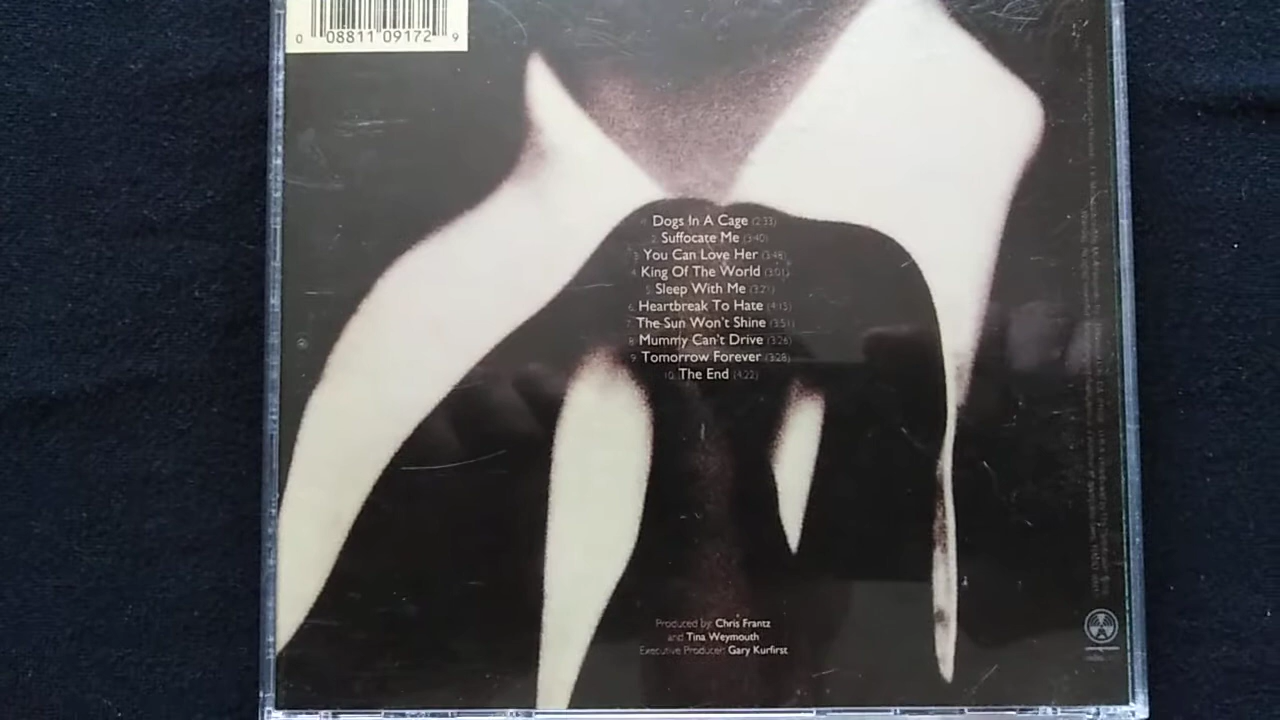 0 08811 09172 9
1. Dogs In A Cage (2:33)
2. Suffocate Me (3:40)
3. You Can Love Her (3:48)
4. King Of The World (3:01)
5. Sleep With Me (3:21)
6. Heartbreak To Hate (4:15)
7. The Sun Won't Shine (3:51)
8. Mummy Can't Drive (3:26)
9. Tomorrow Forever (3:28)
10. The End (4:22)
Produced by: Chris Frantz
and Tina Weymouth
Executive Producer: Gary Kurfirst